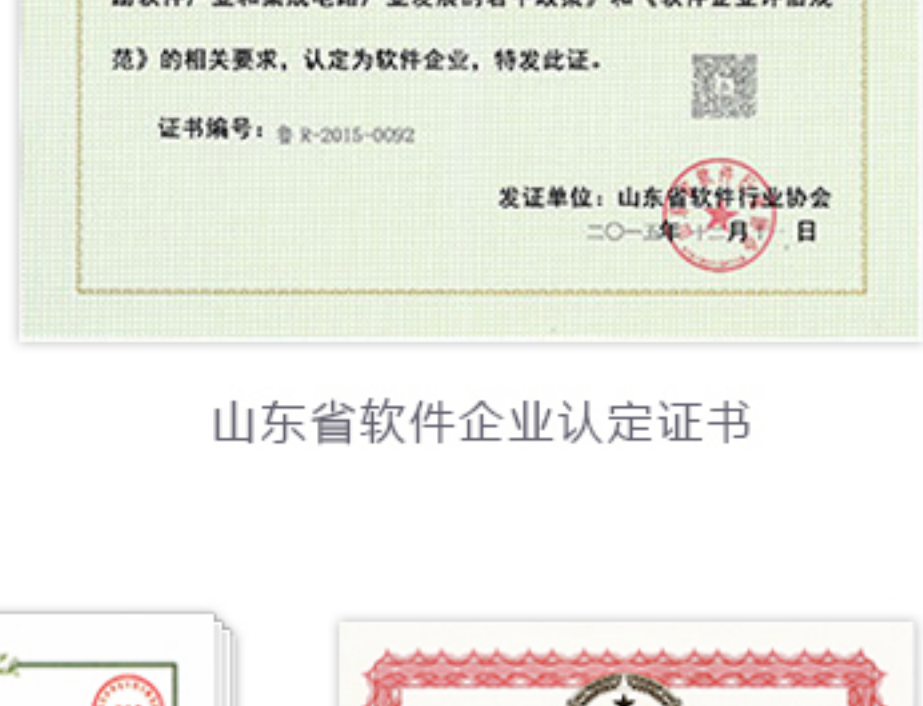 范》的相关要求，认定为软件企业，特发此证。
证书编号：鲁 R-2015-0092
发证单位：山东省软件行业协会
二〇一五年十二月 日
山东省软件企业认定证书